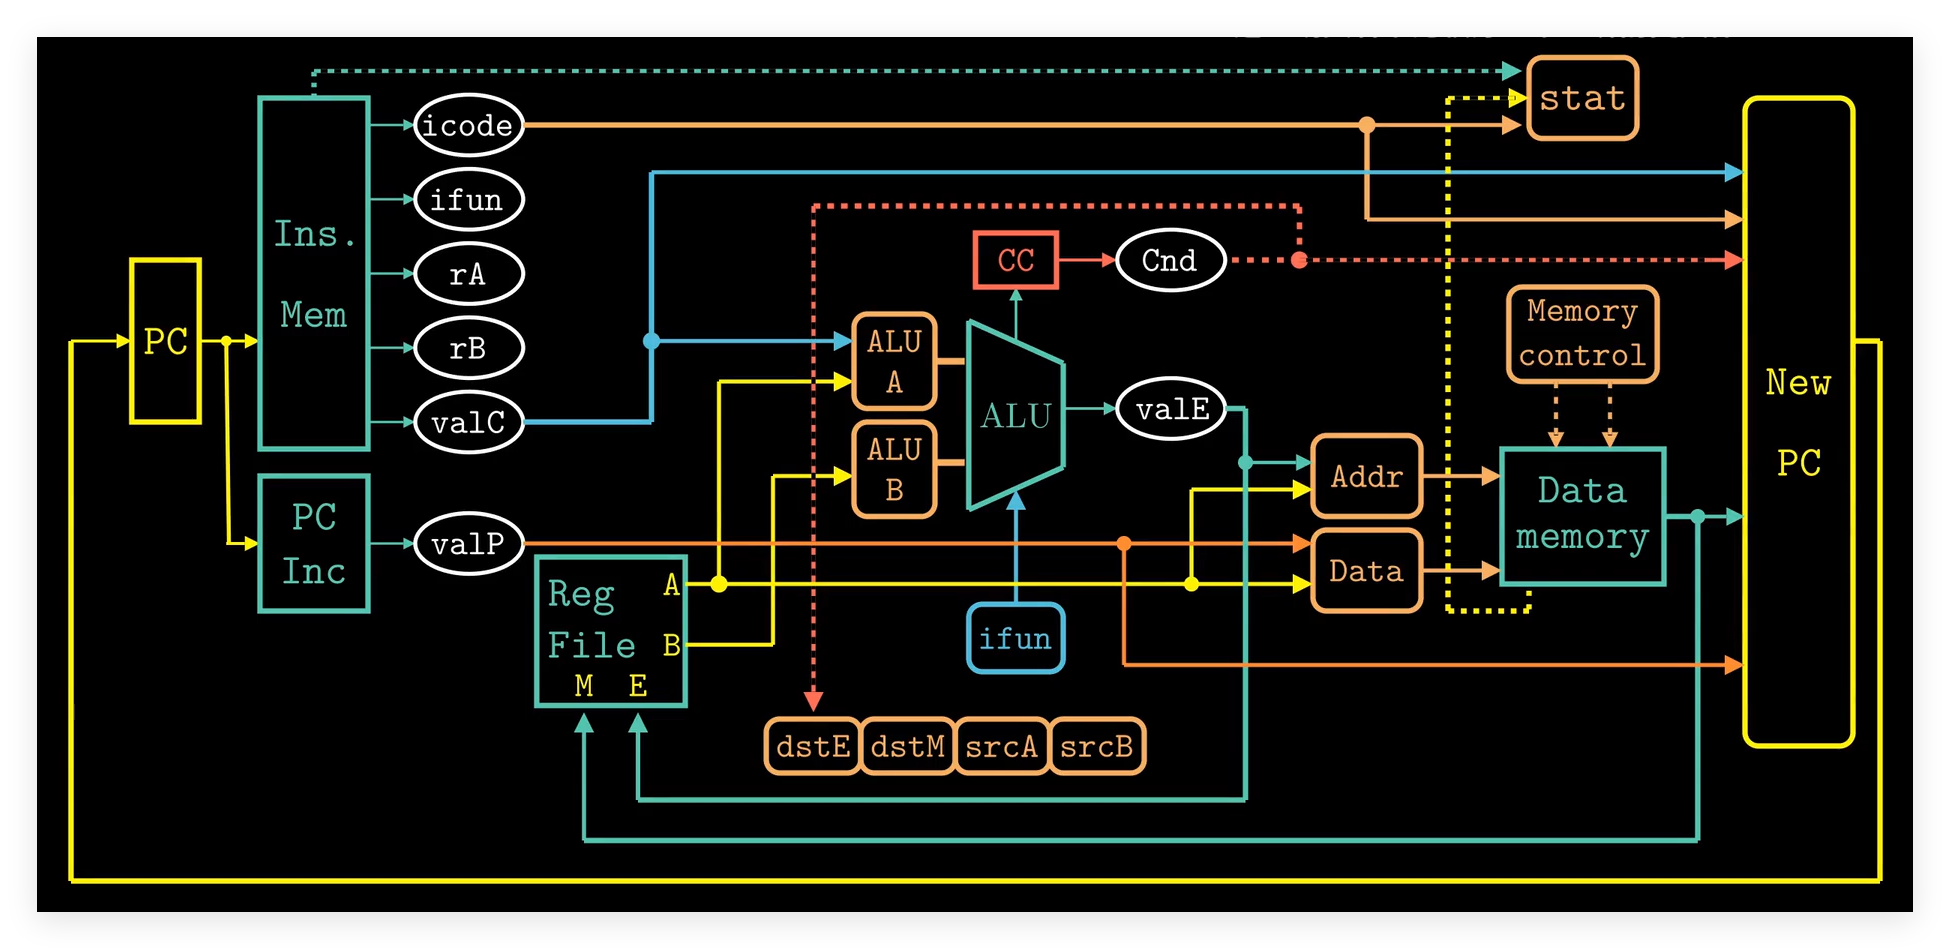 stat
icode
ifun
Ins.
Mem
rA
rB
valC
PC
CC
Cnd
ALU
A
ALU
B
ALU
valE
Memory
control
New
PC
Addr
Data
memory
PC
Inc
valP
Data
Reg
File
A
B
M E
ifun
dstE dstM srcA srcB